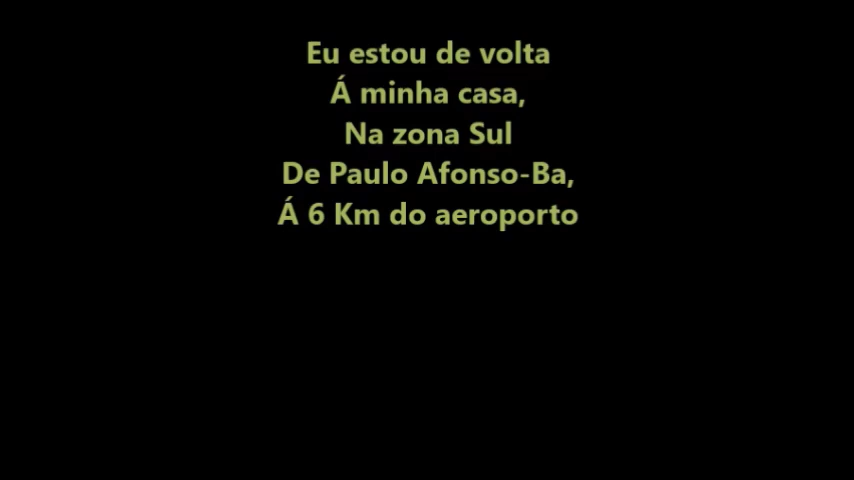 Eu estou de volta
Á minha casa,
Na zona Sul
De Paulo Afonso-Ba,
Á 6 Km do aeroporto